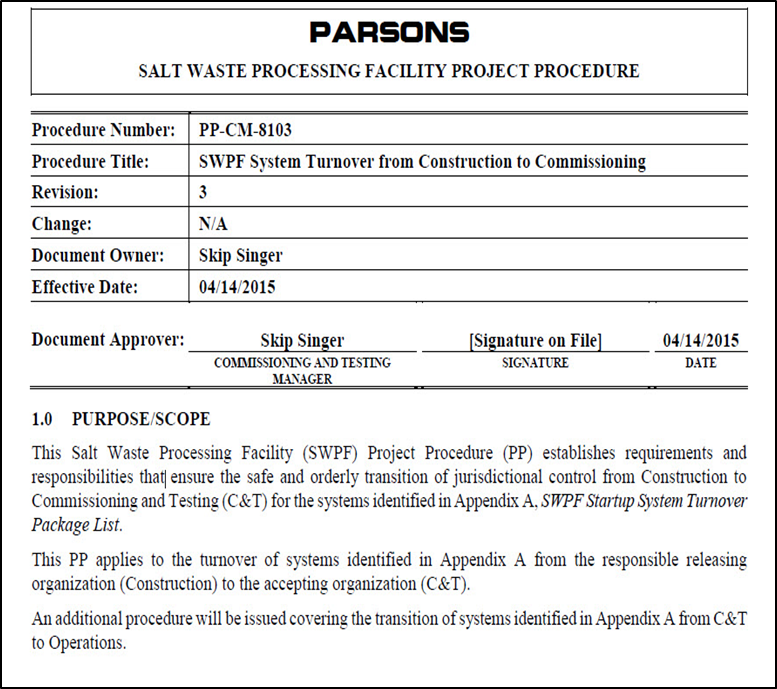 PARSONS
SALT WASTE PROCESSING FACILITY PROJECT PROCEDURE
Procedure Number: PP-CM-8103
Procedure Title: SWPF System Turnover from Construction to Commissioning
Revision: 3
Change: N/A
Document Owner: Skip Singer
Effective Date: 04/14/2015
Document Approver: Skip Singer [Signature on File] 04/14/2015
COMMISSIONING AND TESTING SIGNATURE DATE
MANAGER
1.0 PURPOSE/SCOPE
This Salt Waste Processing Facility (SWPF) Project Procedure (PP) establishes requirements and
responsibilities that ensure the safe and orderly transition of jurisdictional control from Construction to
Commissioning and Testing (C&T) for the systems identified in Appendix A, SWPF Startup System Turnover
Package List.
This PP applies to the turnover of systems identified in Appendix A from the responsible releasing
organization (Construction) to the accepting organization (C&T).
An additional procedure will be issued covering the transition of systems identified in Appendix A from C&T
to Operations.